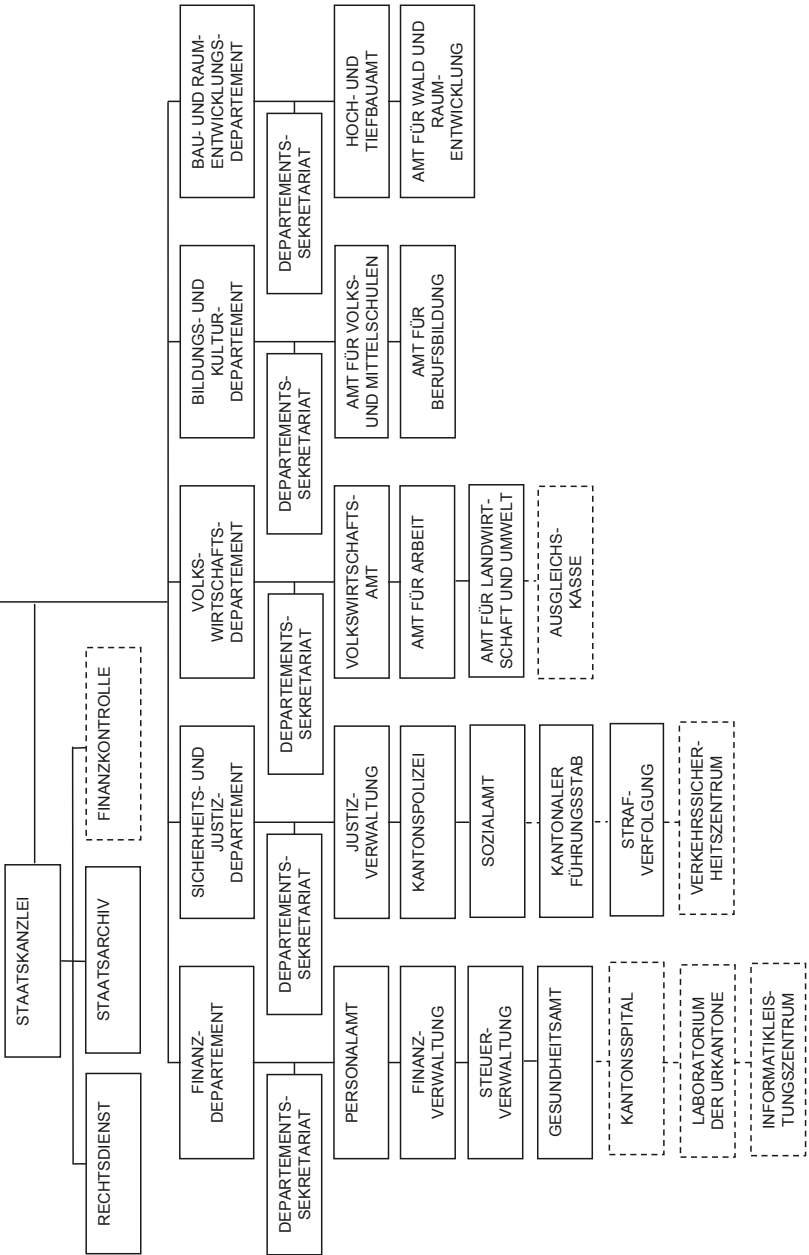 STAATSKANZLEI
RECHTSDIENST
STAATSARCHIV
FINANZKONTROLLE
FINANZ-
DEPARTEMENT
DEPARTEMENTS-
SEKRETARIAT
PERSONALAMT
FINANZ-
VERWALTUNG
STEUER-
VERWALTUNG
GESUNDHEITSAMT
KANTONSSPITAL
LABORATORIUM
DER URKANTONE
INFORMATIKLEIS-
TUNGSZENTRUM
SICHERHEITS- UND
JUSTIZ-
DEPARTEMENT
DEPARTEMENTS-
SEKRETARIAT
JUSTIZ-
VERWALTUNG
KANTONSPOLIZEI
SOZIALAMT
KANTONALER
FÜHRUNGSSTAB
STRAF-
VERFOLGUNG
VERKEHRSSICHER-
HEITSZENTRUM
VOLKS-
WIRTSCHAFTS-
DEPARTEMENT
DEPARTEMENTS-
SEKRETARIAT
VOLKSWIRTSCHAFTS-
AMT
AMT FÜR ARBEIT
AMT FÜR LANDWIRT-
SCHAFT UND UMWELT
AUSGLEICHS-
KASSE
BILDUNGS- UND
KULTUR-
DEPARTEMENT
DEPARTEMENTS-
SEKRETARIAT
AMT FÜR VOLKS-
UND MITTELSCHULEN
AMT FÜR
BERUFSBILDUNG
BAU- UND RAUM-
ENTWICKLUNGS-
DEPARTEMENT
DEPARTEMENTS-
SEKRETARIAT
HOCH- UND
TIEFBAUAMT
AMT FÜR WALD UND
RAUM-
ENTWICKLUNG